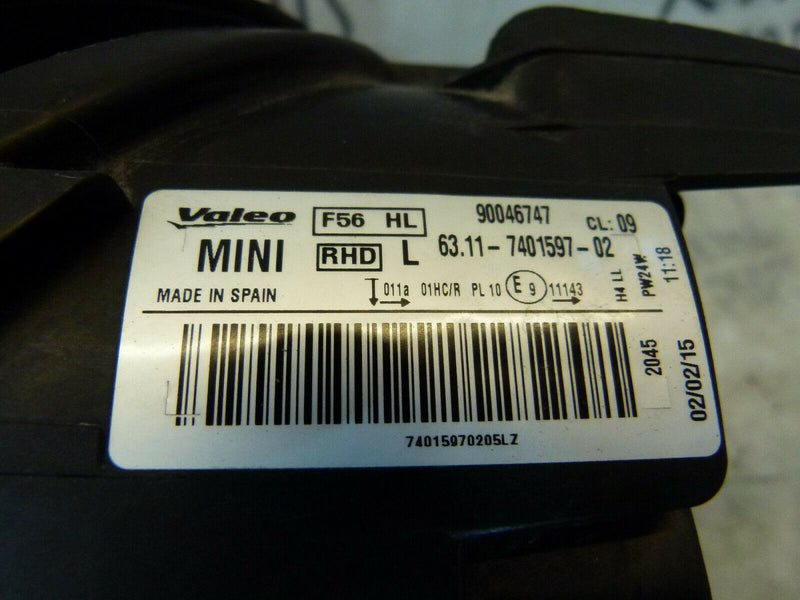 Valeo F56 HL 90046747 CL: 09
MINI RHD L 63.11-7401597-02
MADE IN SPAIN 011a 01HC/R PL 10 E 9 11143
H4 LL
PW24W
11:18
2045
02/02/15
74015970205LZ